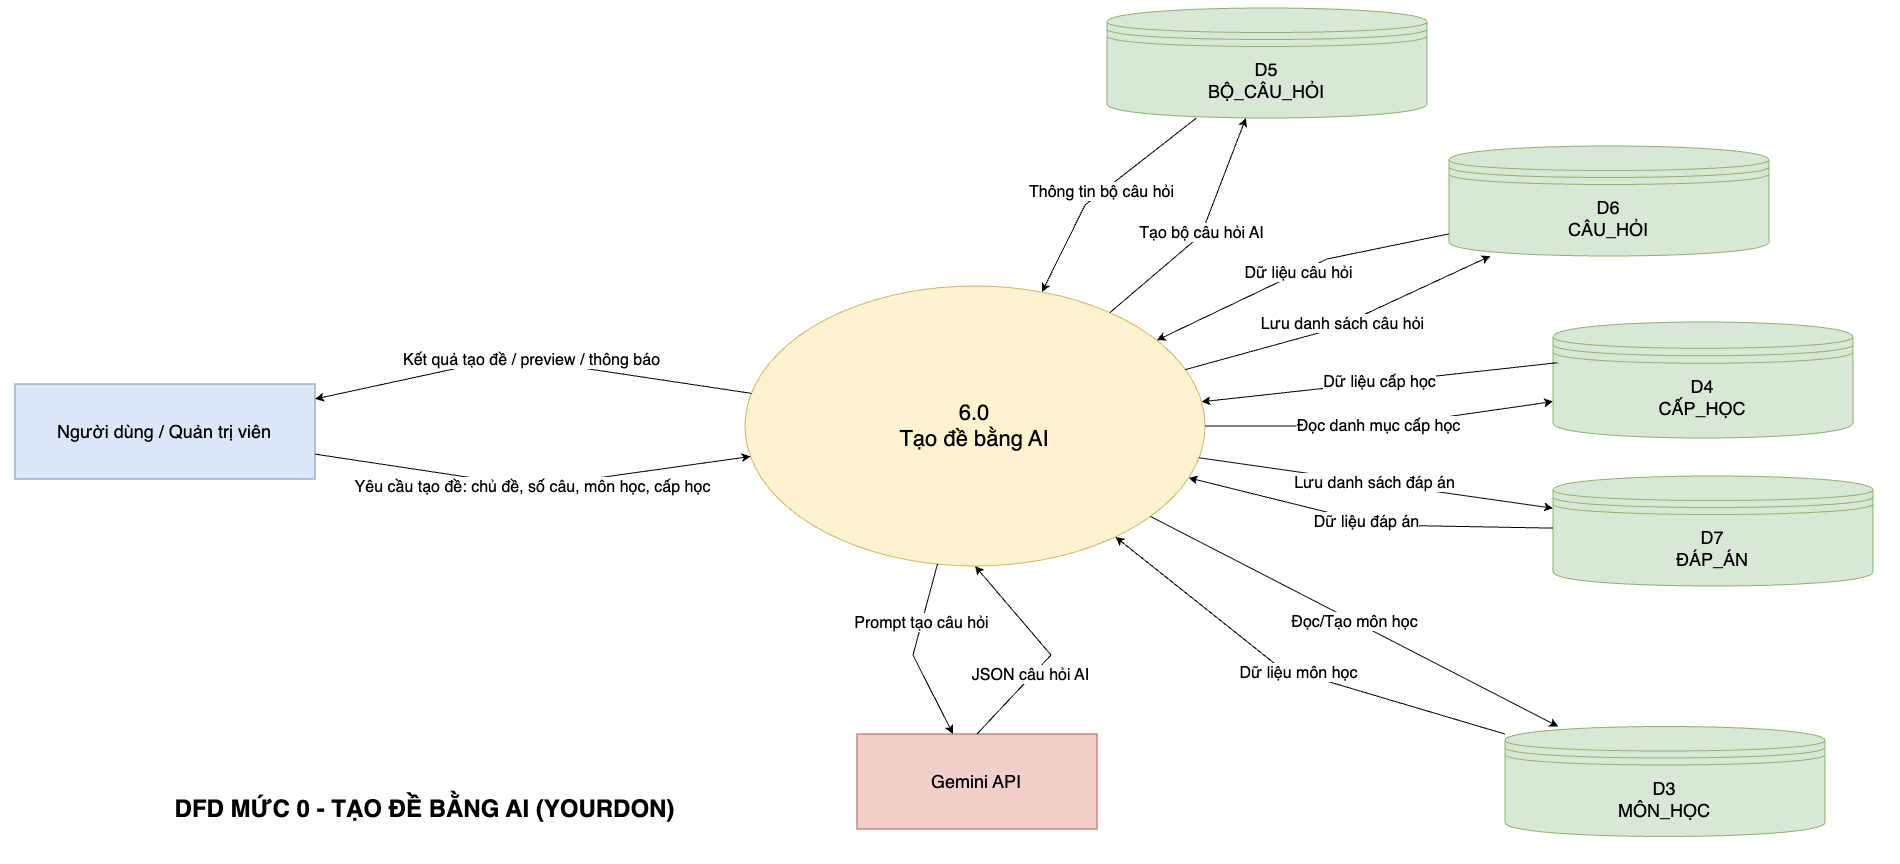 D5
BỘ_CÂU_HỎI
Thông tin bộ câu hỏi
Tạo bộ câu hỏi AI
D6
CÂU_HỎI
Dữ liệu câu hỏi
Lưu danh sách câu hỏi
Kết quả tạo đề / preview / thông báo
Người dùng / Quản trị viên
Yêu cầu tạo đề: chủ đề, số câu, môn học, cấp học
6.0
Tạo đề bằng AI
Dữ liệu cấp học
Đọc danh mục cấp học
D4
CẤP_HỌC
Lưu danh sách đáp án
Dữ liệu đáp án
D7
ĐÁP_ÁN
Prompt tạo câu hỏi
JSON câu hỏi AI
Đọc/Tạo môn học
Dữ liệu môn học
Gemini API
D3
MÔN_HỌC
DFD MỨC 0 - TẠO ĐỀ BẰNG AI (YOURDON)